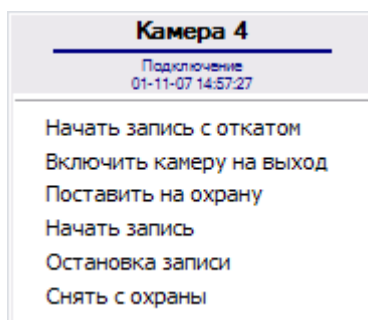 Камера 4
Подключение
01-11-07 14:57:27
Начать запись с откатом
Включить камеру на выход
Поставить на охрану
Начать запись
Остановка записи
Снять с охраны